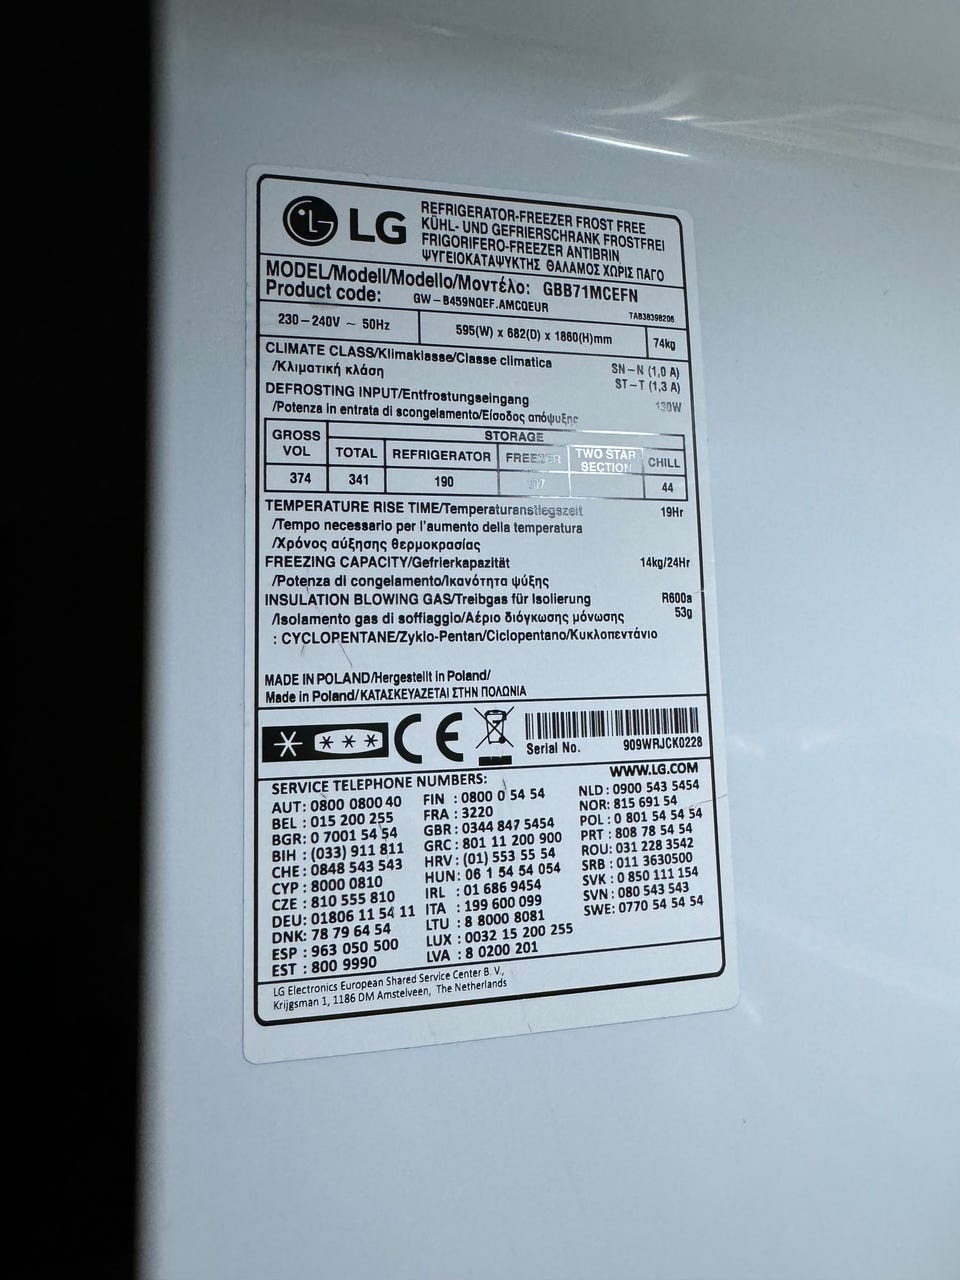 LG
REFRIGERATOR-FREEZER FROST FREE
KÜHL- UND GEFRIERSCHRANK FROSTFREI
FRIGORIFERO-FREEZER ANTIBRIN
ΨΥΓΕΙΟΚΑΤΑΨΥΚΤΗΣ ΘΑΛΑΜΟΣ ΧΩΡΙΣ ΠΑΓΟ
MODEL/Modell/Modello/Μοντέλο: GBB71MCEFN
Product code: GW-B459NQEF.AMCQEUR TAB38398206
230-240V ~ 50Hz 595(W) x 682(D) x 1860(H)mm 74kg
CLIMATE CLASS/Klimaklasse/Classe climatica SN-N (1,0 A)
/Κλιματική κλάση ST-T (1,3 A)
DEFROSTING INPUT/Entfrostungseingang 130W
/Potenza in entrata di scongelamento/Είσοδος απόψυξης
GROSS VOL STORAGE
TOTAL REFRIGERATOR FREEZER TWO STAR SECTION CHILL
374 341 190 107 44
TEMPERATURE RISE TIME/Temperaturanstiegszeit 19Hr
/Tempo necessario per l'aumento della temperatura
/Χρόνος αύξησης θερμοκρασίας
FREEZING CAPACITY/Gefrierkapazität 14kg/24Hr
/Potenza di congelamento/Ικανότητα ψύξης
INSULATION BLOWING GAS/Treibgas für Isolierung R600a
/Isolamento gas di soffiaggio/Αέριο διόγκωσης μόνωσης 53g
: CYCLOPENTANE/Zyklo-Pentan/Ciclopentano/Κυκλοπεντάνιο
MADE IN POLAND/Hergestellt in Poland/
Made in Poland/ΚΑΤΑΣΚΕΥΑΖΕΤΑΙ ΣΤΗΝ ΠΟΛΩΝΙΑ
CE
Serial No. 909WRJCK0228
SERVICE TELEPHONE NUMBERS: WWW.LG.COM
AUT: 0800 0800 40
BEL : 015 200 255
BGR: 0 7001 54 54
BIH : (033) 911 811
CHE : 0848 543 543
CYP : 8000 0810
CZE : 810 555 810
DEU: 01806 11 54 11
DNK: 78 79 64 54
ESP : 963 050 500
EST : 800 9990
FIN : 0800 0 54 54
FRA : 3220
GBR : 0344 847 5454
GRC : 801 11 200 900
HRV : (01) 553 55 54
HUN: 06 1 54 54 054
IRL : 01 686 9454
ITA : 199 600 099
LTU : 8 8000 8081
LUX : 0032 15 200 255
LVA : 8 0200 201
NLD : 0900 543 5454
NOR: 815 691 54
POL : 0 801 54 54 54
PRT : 808 78 54 54
ROU: 031 228 3542
SRB : 011 3630500
SVK : 0 850 111 154
SVN : 080 543 543
SWE: 0770 54 54 54
LG Electronics European Shared Service Center B. V.,
Krijgsman 1, 1186 DM Amstelveen, The Netherlands